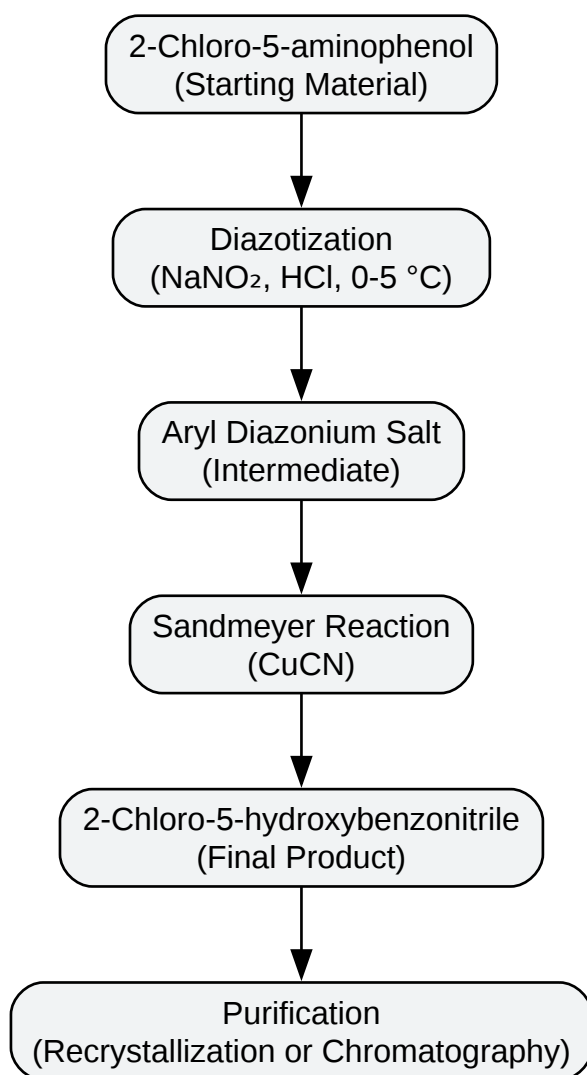 2-Chloro-5-aminophenol
(Starting Material)
Diazotization
(NaNO₂, HCl, 0-5 °C)
Aryl Diazonium Salt
(Intermediate)
Sandmeyer Reaction
(CuCN)
2-Chloro-5-hydroxybenzonitrile
(Final Product)
Purification
(Recrystallization or Chromatography)